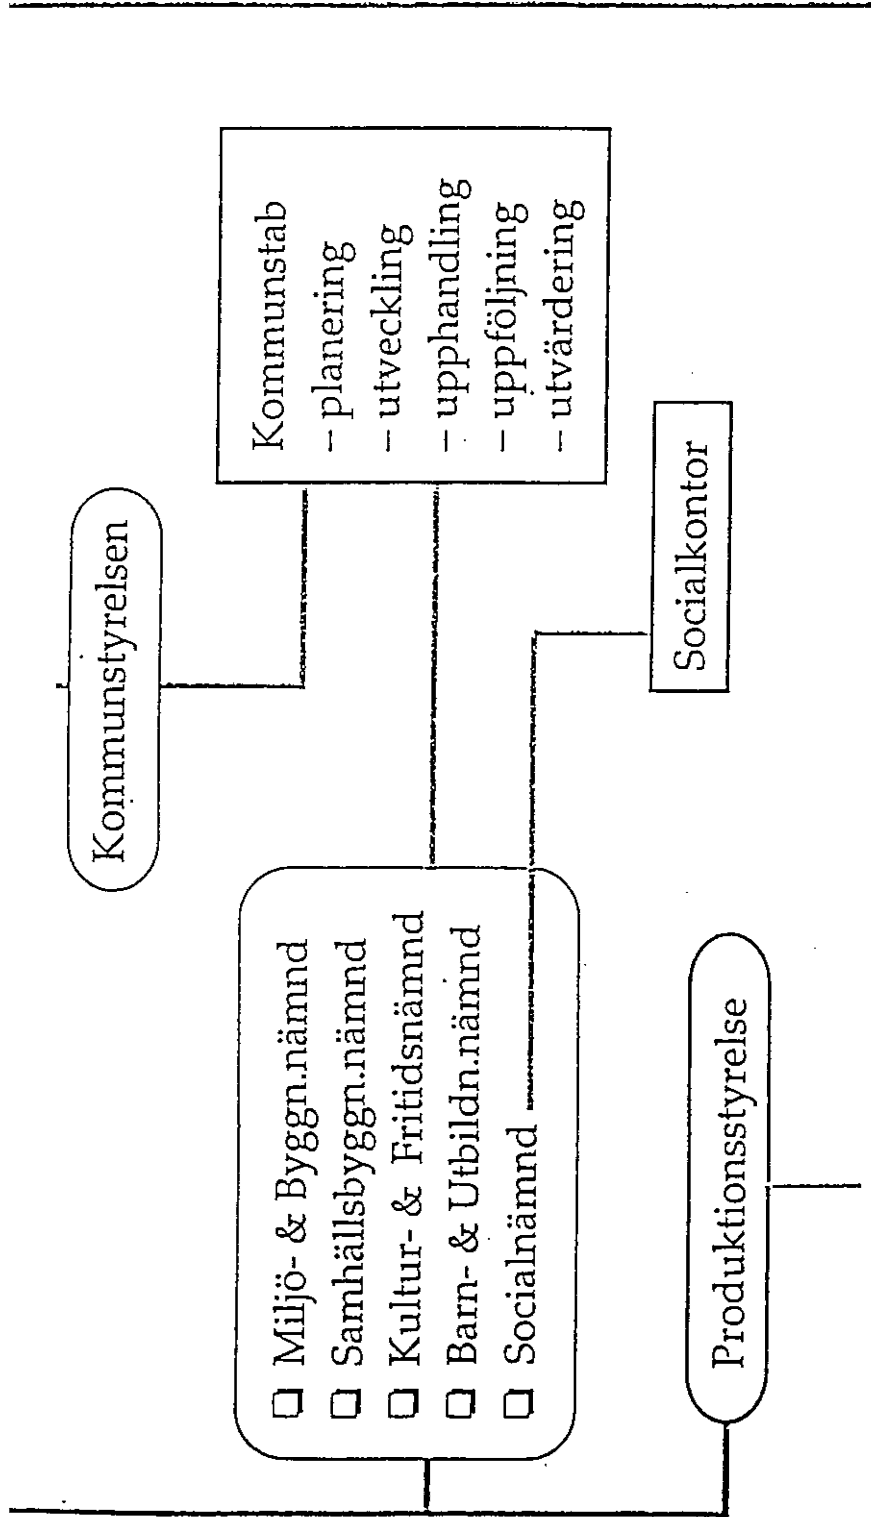 Kommunstyrelsen
❑ Miljö- & Byggn.nämnd
❑ Samhällsbyggn.nämnd
❑ Kultur- & Fritidsnämnd
❑ Barn- & Utbildn.nämnd
❑ Socialnämnd
Kommunstab
– planering
– utveckling
– upphandling
– uppföljning
– utvärdering
Socialkontor
Produktionsstyrelse